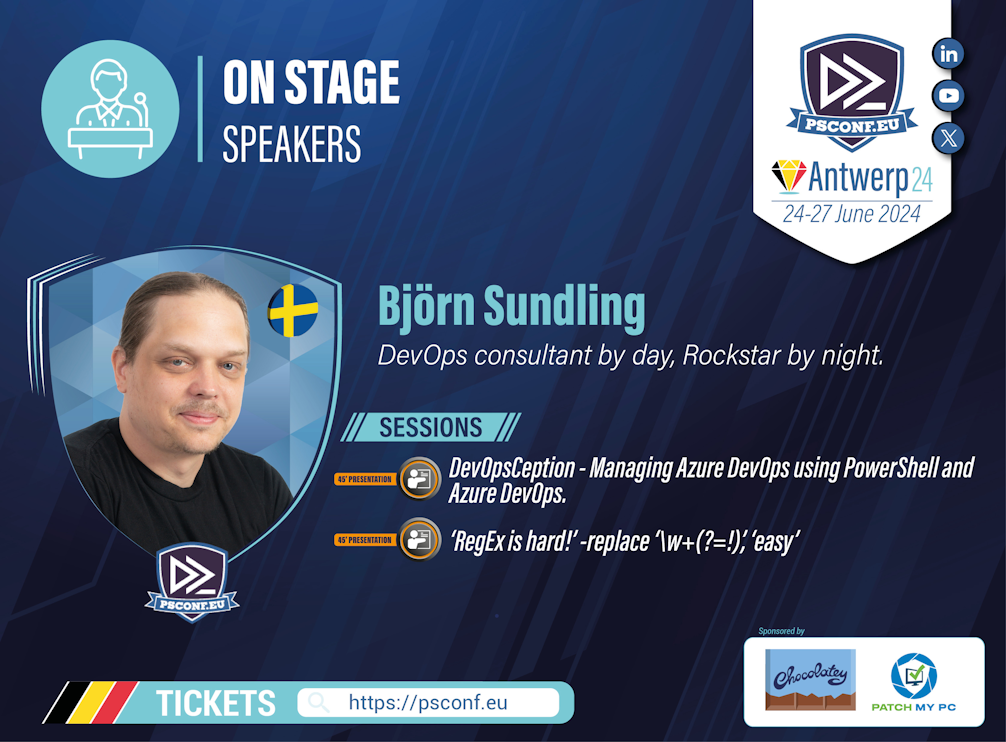 ON STAGE
SPEAKERS
PSCONF.EU
in
X
Antwerp24
24-27 June 2024
Björn Sundling
DevOps consultant by day, Rockstar by night.
SESSIONS
45' PRESENTATION
DevOpsCeption - Managing Azure DevOps using PowerShell and
Azure DevOps.
45' PRESENTATION
‘RegEx is hard!’ -replace ‘\w+(?=!)’, ‘easy’
PSCONF.EU
Sponsored by
Chocolatey
PATCH MY PC
TICKETS
https://psconf.eu